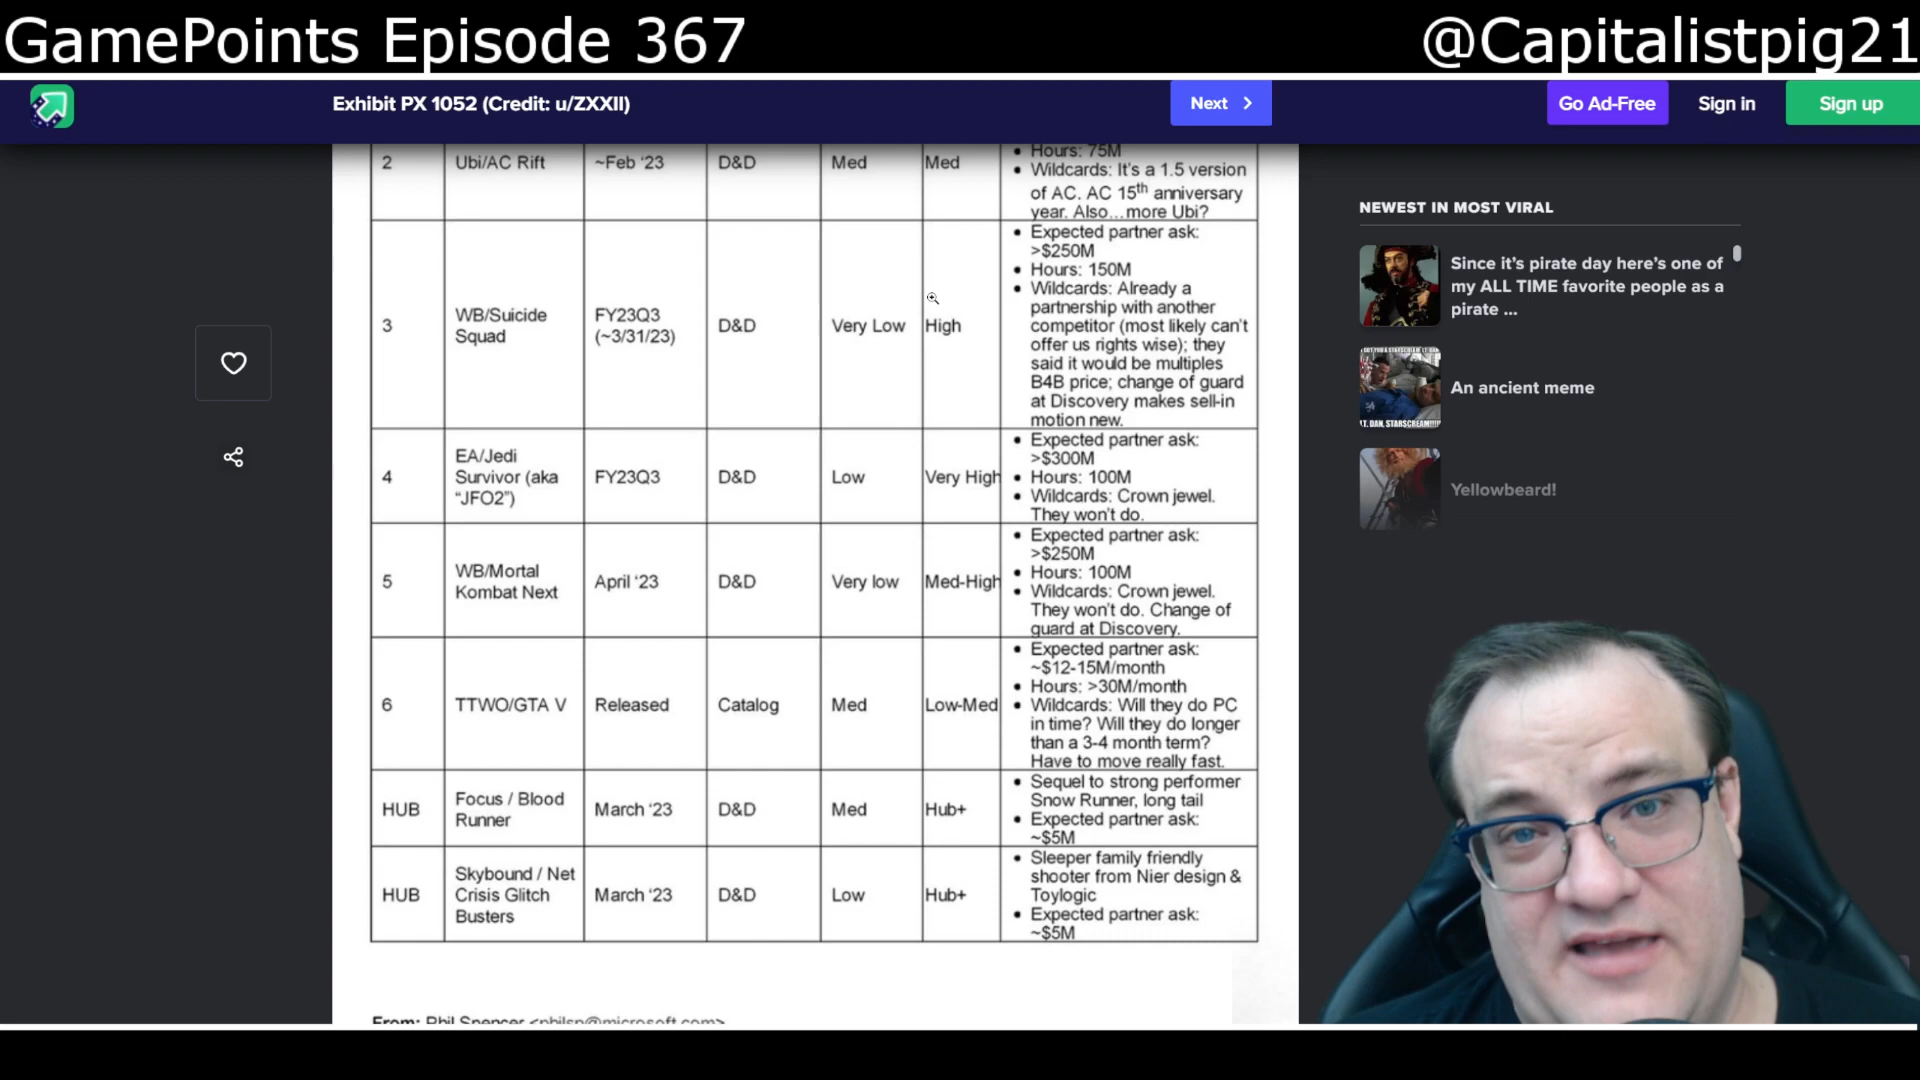 GamePoints Episode 367
@Capitalistpig21
Exhibit PX 1052 (Credit: u/ZXXII)
Next
Go Ad-Free
Sign in
Sign up
2
Ubi/AC Rift
~Feb ‘23
D&D
Med
Med
• Hours: 75M
• Wildcards: It’s a 1.5 version
of AC. AC 15th anniversary
year. Also…more Ubi?
3
WB/Suicide
Squad
FY23Q3
(~3/31/23)
D&D
Very Low
High
• Expected partner ask:
>$250M
• Hours: 150M
• Wildcards: Already a
partnership with another
competitor (most likely can’t
offer us rights wise); they
said it would be multiples
B4B price; change of guard
at Discovery makes sell-in
motion new.
4
EA/Jedi
Survivor (aka
“JFO2”)
FY23Q3
D&D
Low
Very High
• Expected partner ask:
>$300M
• Hours: 100M
• Wildcards: Crown jewel.
They won’t do.
5
WB/Mortal
Kombat Next
April ‘23
D&D
Very low
Med-High
• Expected partner ask:
>$250M
• Hours: 100M
• Wildcards: Crown jewel.
They won’t do. Change of
guard at Discovery.
6
TTWO/GTA V
Released
Catalog
Med
Low-Med
• Expected partner ask:
~$12-15M/month
• Hours: >30M/month
• Wildcards: Will they do PC
in time? Will they do longer
than a 3-4 month term?
Have to move really fast.
HUB
Focus / Blood
Runner
March ‘23
D&D
Med
Hub+
• Sequel to strong performer
Snow Runner, long tail
• Expected partner ask:
~$5M
HUB
Skybound / Net
Crisis Glitch
Busters
March ‘23
D&D
Low
Hub+
• Sleeper family friendly
shooter from Nier design &
Toylogic
• Expected partner ask:
~$5M
From: Phil Spencer <philsp@microsoft.com>
NEWEST IN MOST VIRAL
Since it’s pirate day here’s one of
my ALL TIME favorite people as a
pirate ...
An ancient meme
LT. DAN, STARSCREAM!!!!!
Yellowbeard!